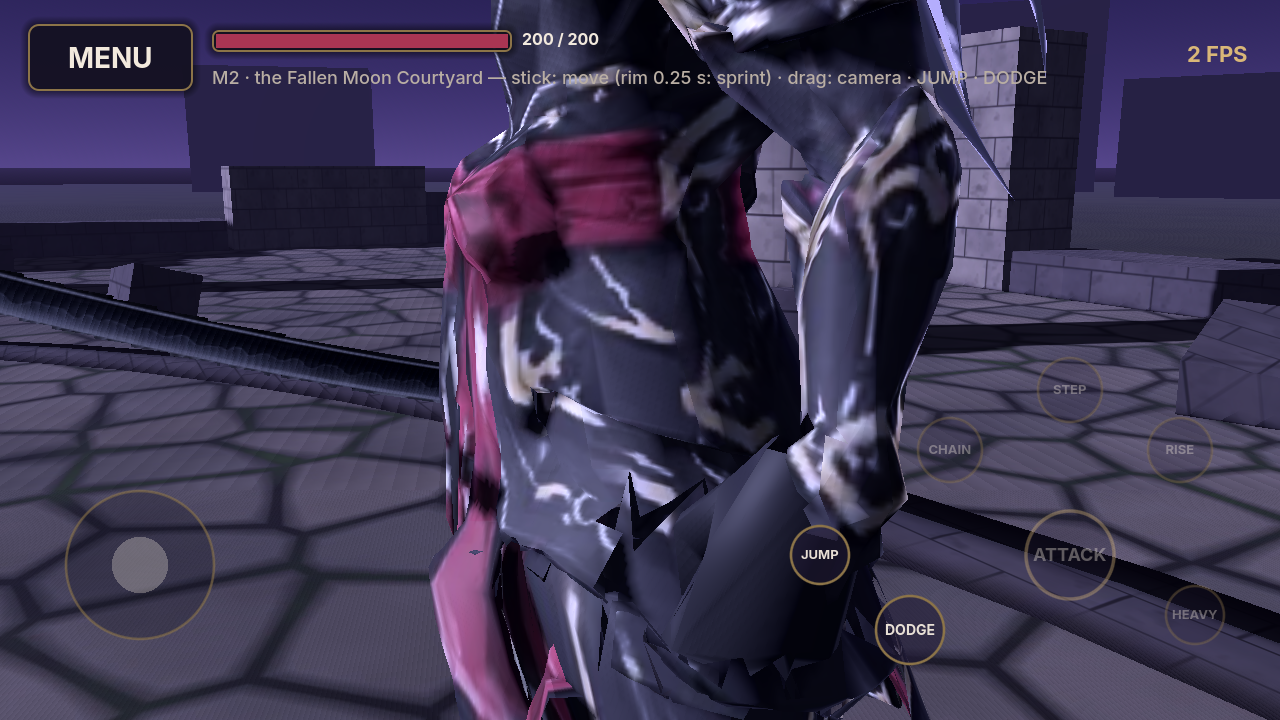 MENU
200 / 200
2 FPS
M2 · the Fallen Moon Courtyard — stick: move (rim 0.25 s: sprint) · drag: camera · JUMP · DODGE
STEP
CHAIN
RISE
JUMP
ATTACK
DODGE
HEAVY